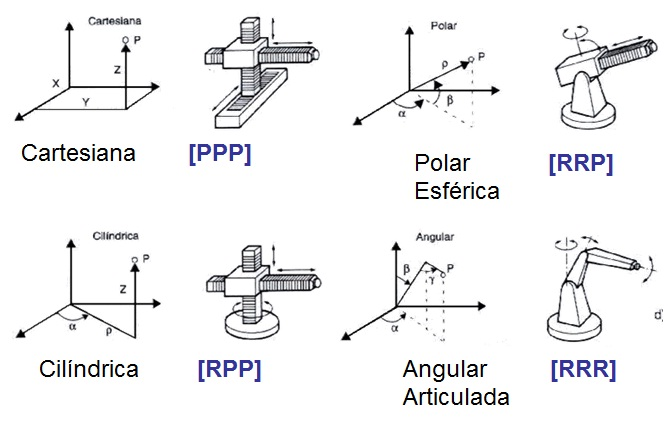 Cartesiana
P
X
Z
Y
Cartesiana
[PPP]
Polar
P
ρ
α
β
Polar
Esférica
[RRP]
Cilíndrica
P
Z
α
ρ
Cilíndrica
[RPP]
Angular
β
P
γ
α
Angular
Articulada
[RRR]
d)